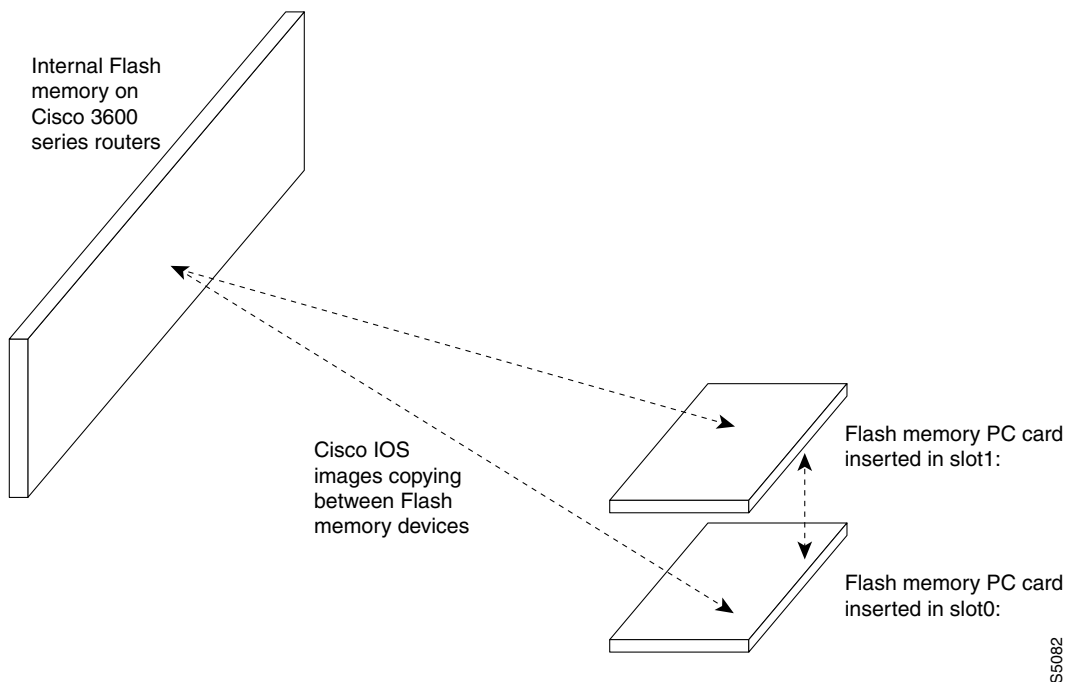 Internal Flash
memory on
Cisco 3600
series routers
Cisco IOS
images copying
between Flash
memory devices
Flash memory PC card
inserted in slot1:
Flash memory PC card
inserted in slot0:
S5082